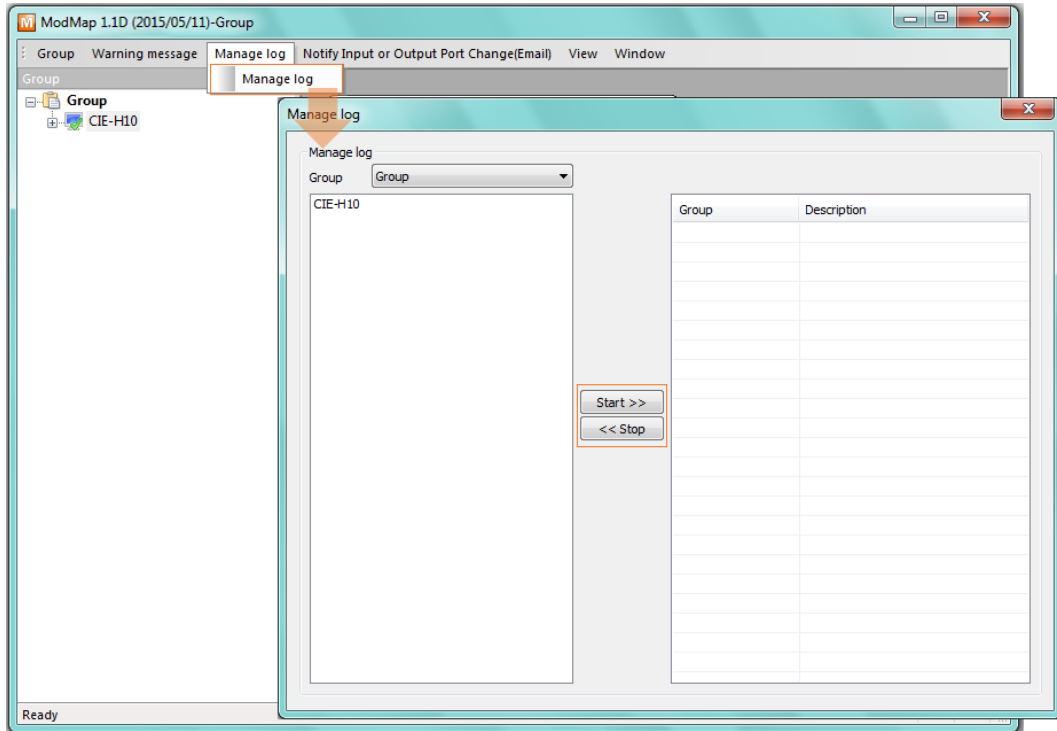 ModMap 1.1D (2015/05/11)-Group
Group Warning message Manage log Notify Input or Output Port Change(Email) View Window
Group
Manage log
Group
CIE-H10
Manage log
Manage log
Group Group
CIE-H10
Group Description
Start >>
<< Stop
Ready